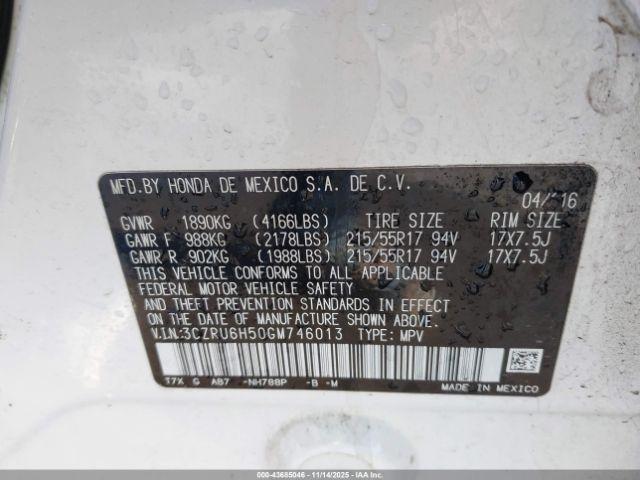 MFD.BY HONDA DE MEXICO S.A. DE C.V.
04/16
GVWR 1890KG (4166LBS) TIRE SIZE RIM SIZE
GAWR F 988KG (2178LBS) 215/55R17 94V 17X7.5J
GAWR R 902KG (1988LBS) 215/55R17 94V 17X7.5J
THIS VEHICLE CONFORMS TO ALL APPLICABLE
FEDERAL MOTOR VEHICLE SAFETY
AND THEFT PREVENTION STANDARDS IN EFFECT
ON THE DATE OF MANUFACTURE SHOWN ABOVE.
V.I.N:3CZRU6H50GM746013 TYPE: MPV
T7X G AB7 -NH788P -B -M
MADE IN MEXICO
000-43685046 - 11/14/2025 - IAAI.COM